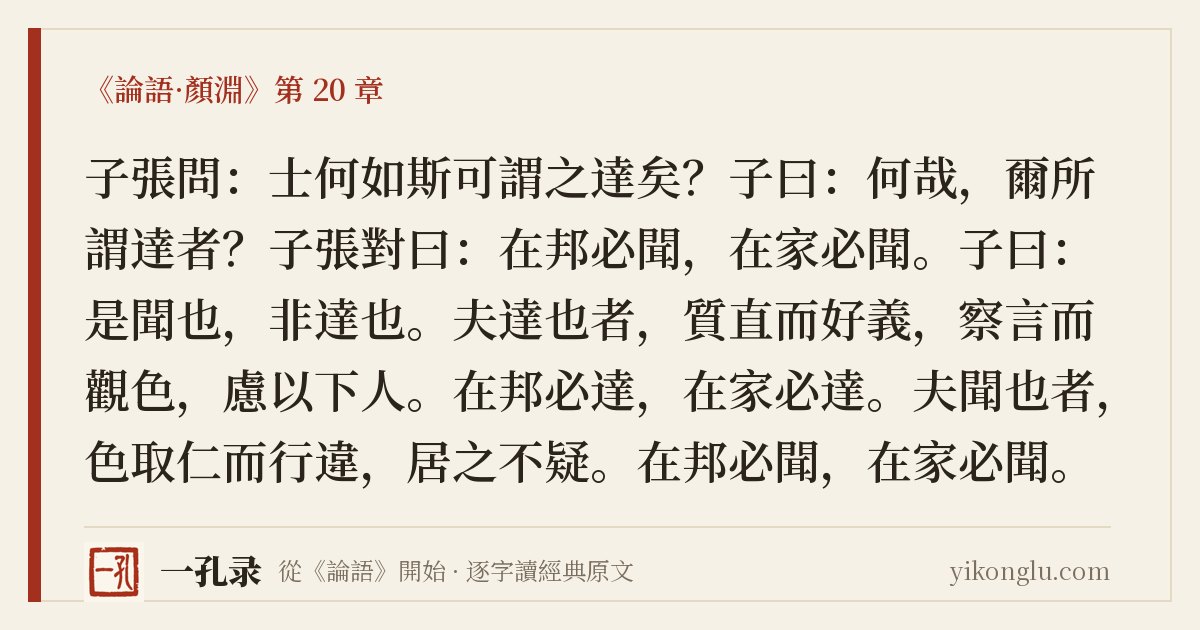 《論語·顏淵》第 20 章
子張問：士何如斯可謂之達矣？子曰：何哉，爾所
謂達者？子張對曰：在邦必聞，在家必聞。子曰：
是聞也，非達也。夫達也者，質直而好義，察言而
觀色，慮以下人。在邦必達，在家必達。夫聞也者，
色取仁而行違，居之不疑。在邦必聞，在家必聞。
一孔
一孔录 從《論語》開始 · 逐字讀經典原文 yikonglu.com